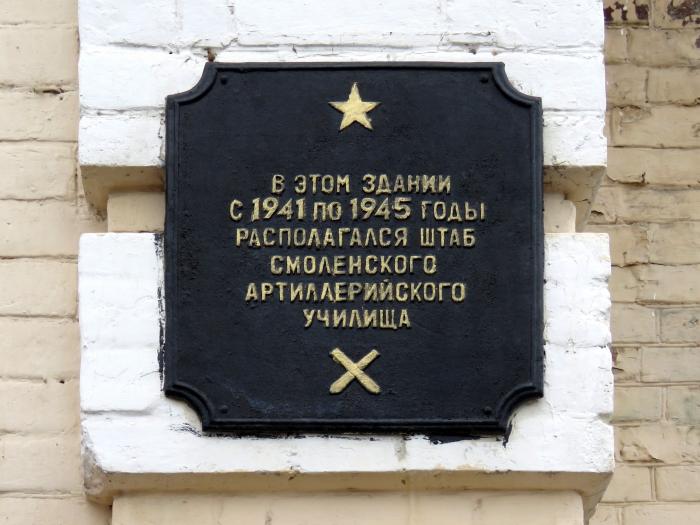 В ЭТОМ ЗДАНИИ
С 1941 ПО 1945 ГОДЫ
РАСПОЛАГАЛСЯ ШТАБ
СМОЛЕНСКОГО
АРТИЛЛЕРИЙСКОГО
УЧИЛИЩА